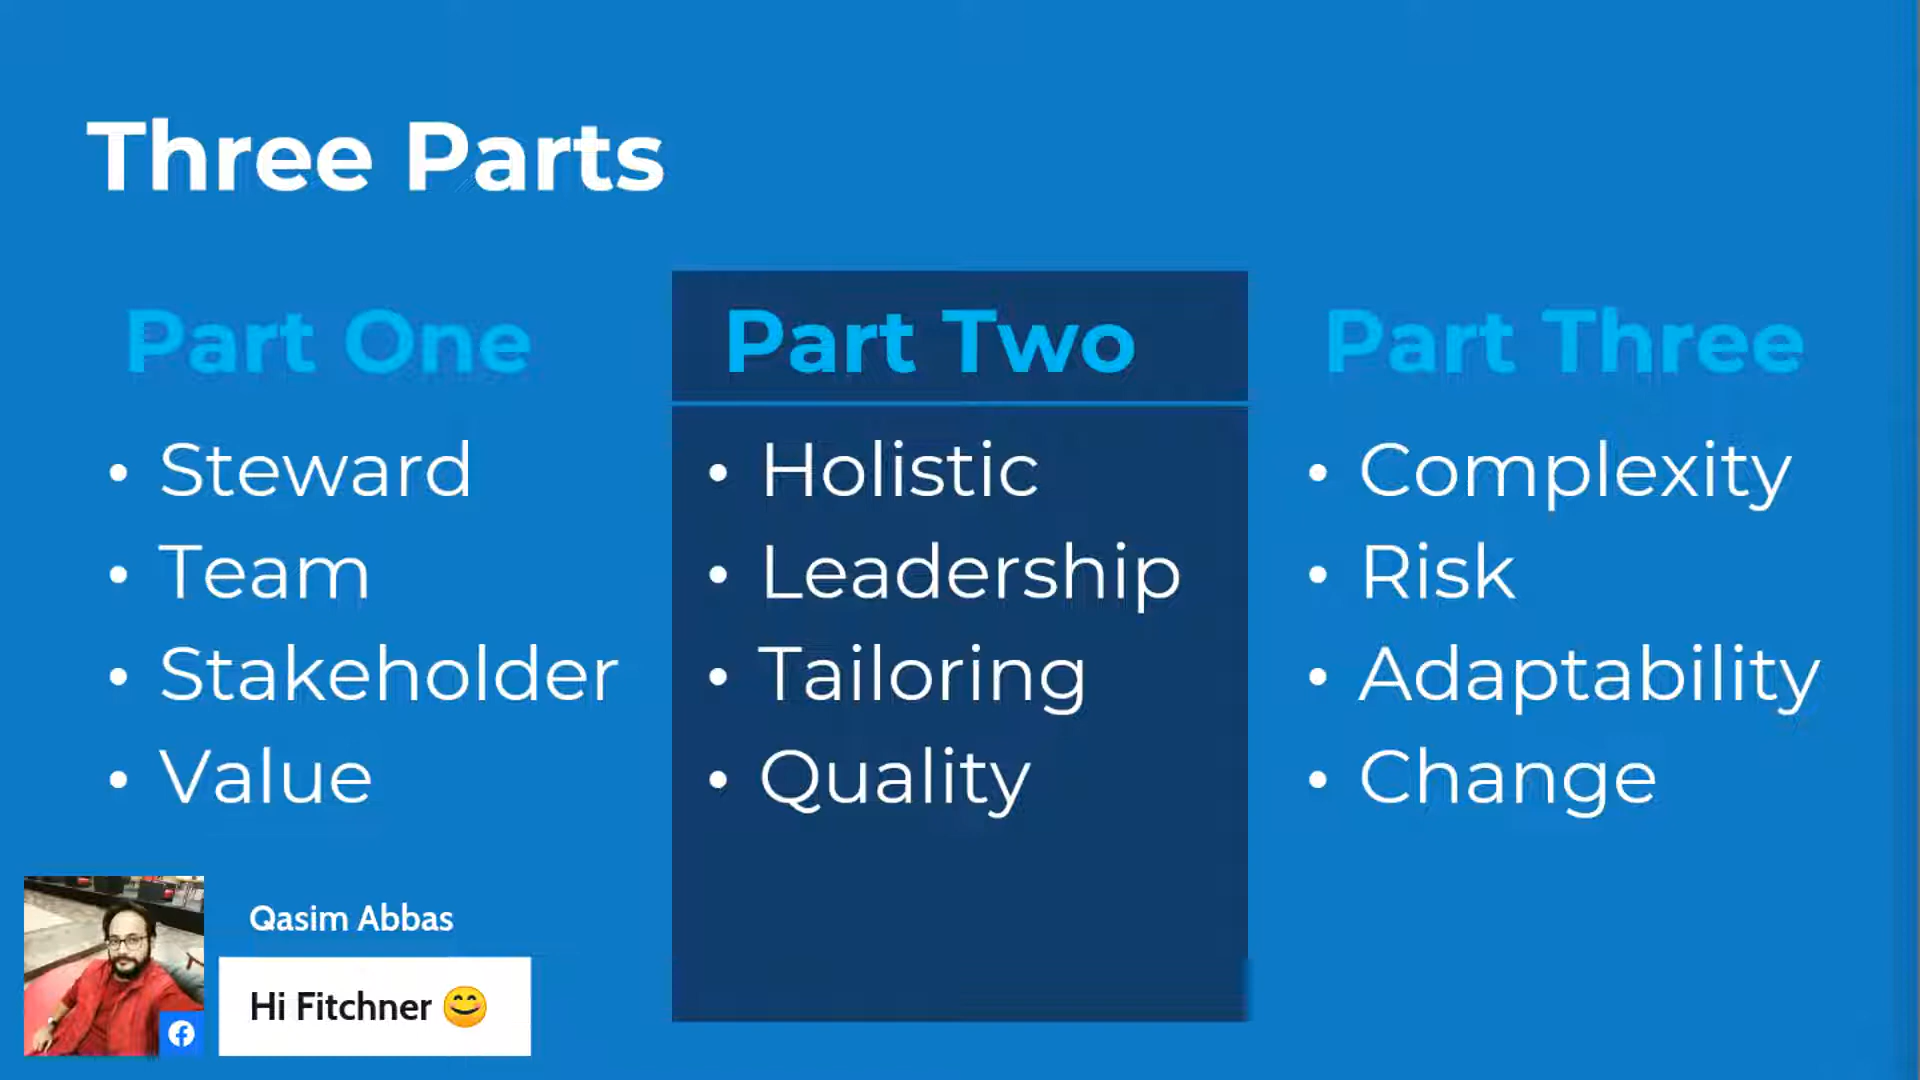 Three Parts
Part One
• Steward
• Team
• Stakeholder
• Value
Part Two
• Holistic
• Leadership
• Tailoring
• Quality
Part Three
• Complexity
• Risk
• Adaptability
• Change
Qasim Abbas
Hi Fitchner 😊